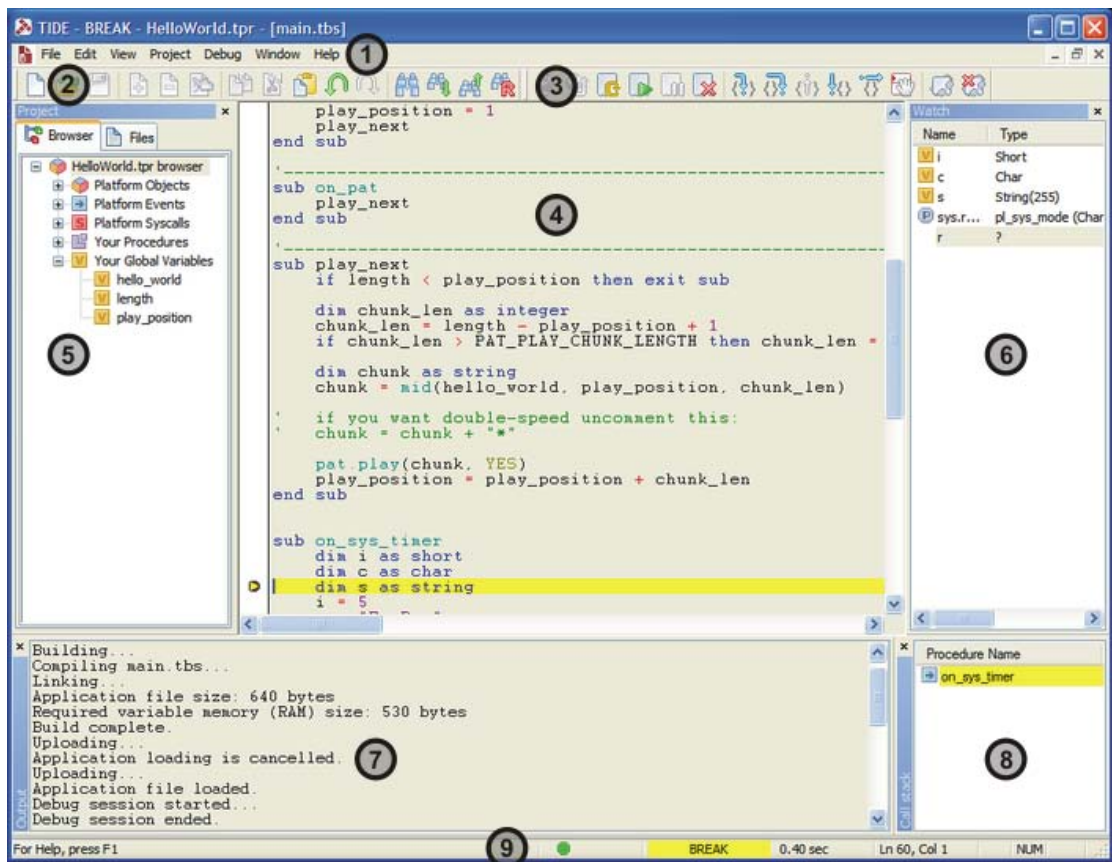 TIDE - BREAK - HelloWorld.tpr - [main.tbs]
File Edit View Project Debug Window Help
1
2
3
Project
Browser Files
HelloWorld.tpr browser
Platform Objects
Platform Events
Platform Syscalls
Your Procedures
Your Global Variables
hello_world
length
play_position
5
play_position = 1
play_next
end sub
'
sub on_pat
play_next
end sub
4
'
sub play_next
if length < play_position then exit sub
dim chunk_len as integer
chunk_len = length - play_position + 1
if chunk_len > PAT_PLAY_CHUNK_LENGTH then chunk_len =
dim chunk as string
chunk = mid(hello_world, play_position, chunk_len)
' if you want double-speed uncomment this:
' chunk = chunk + "*"
pat.play(chunk, YES)
play_position = play_position + chunk_len
end sub
sub on_sys_timer
dim i as short
dim c as char
dim s as string
i = 5
Watch
Name Type
i Short
c Char
s String(255)
sys.r... pl_sys_mode (Char
r ?
6
Building...
Compiling main.tbs...
Linking...
Application file size: 640 bytes
Required variable memory (RAM) size: 530 bytes
Build complete.
Uploading...
Application loading is cancelled.
Uploading...
Application file loaded.
Debug session started...
Debug session ended.
Output
7
Call stack
Procedure Name
on_sys_timer
8
For Help, press F1
9
BREAK 0.40 sec Ln 60, Col 1 NUM